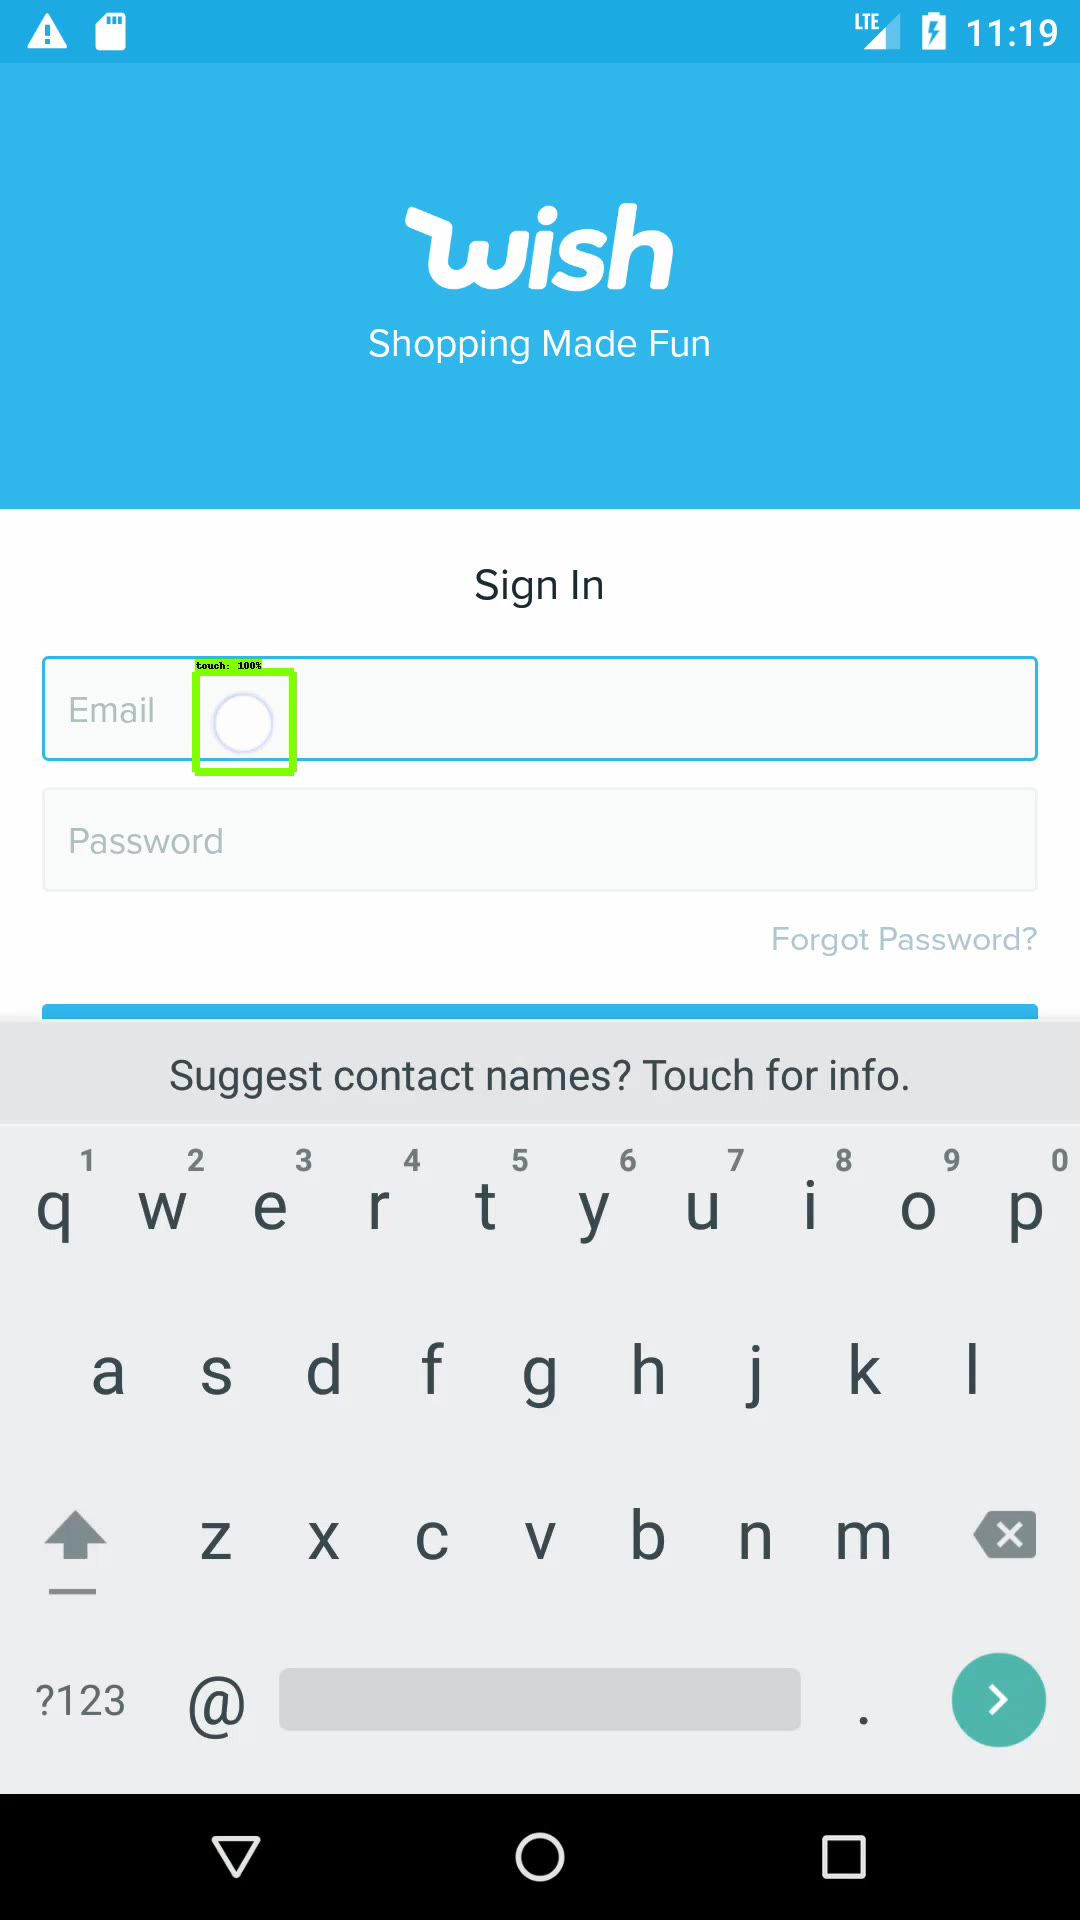 LTE 11:19
wish
Shopping Made Fun
Sign In
touch: 100%
Email
Password
Forgot Password?
Suggest contact names? Touch for info.
1 2 3 4 5 6 7 8 9 0
q w e r t y u i o p
a s d f g h j k l
z x c v b n m
?123 @ .